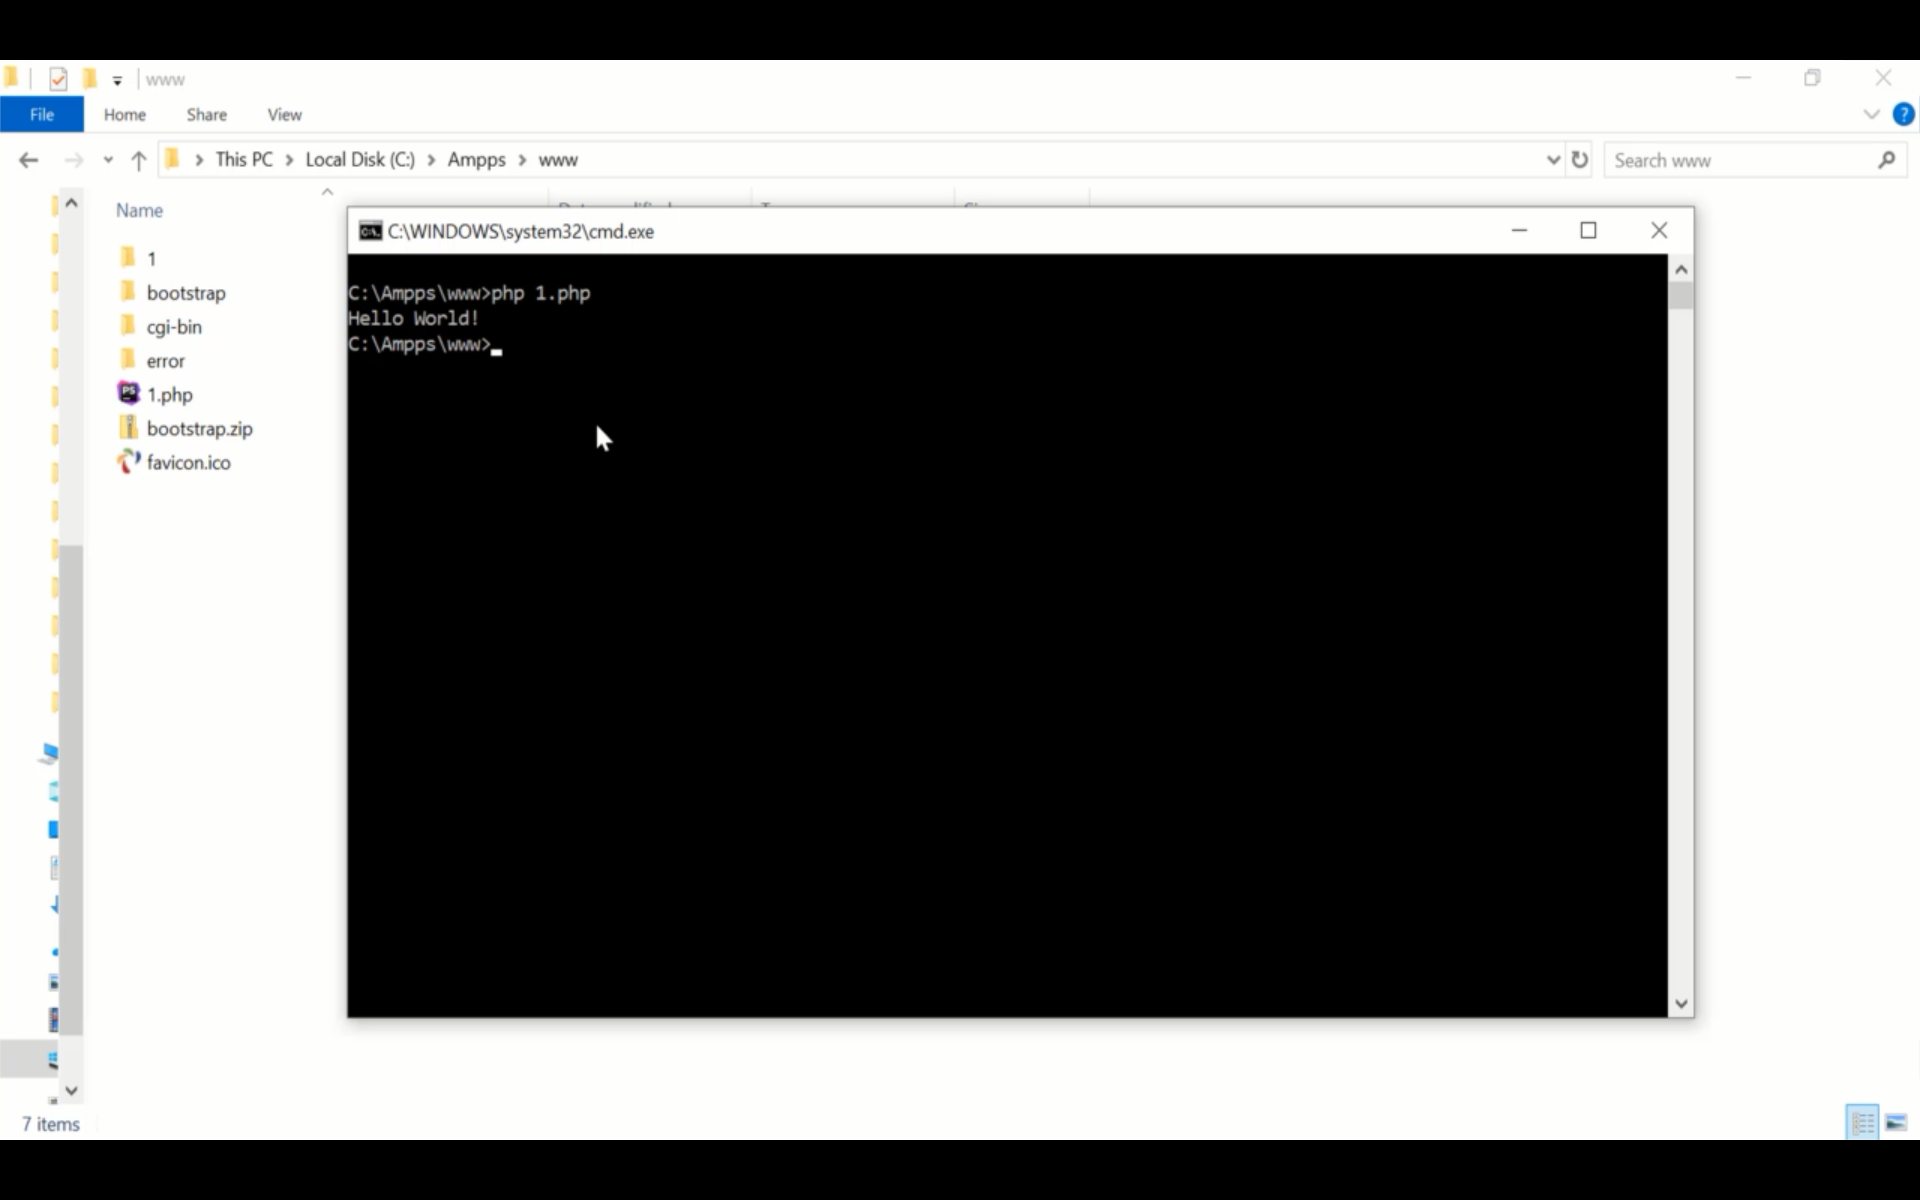 www
File Home Share View
This PC > Local Disk (C:) > Ampps > www
Search www
Name
1
bootstrap
cgi-bin
error
1.php
bootstrap.zip
favicon.ico
C:\WINDOWS\system32\cmd.exe
C:\Ampps\www>php 1.php
Hello World!
C:\Ampps\www>
7 items